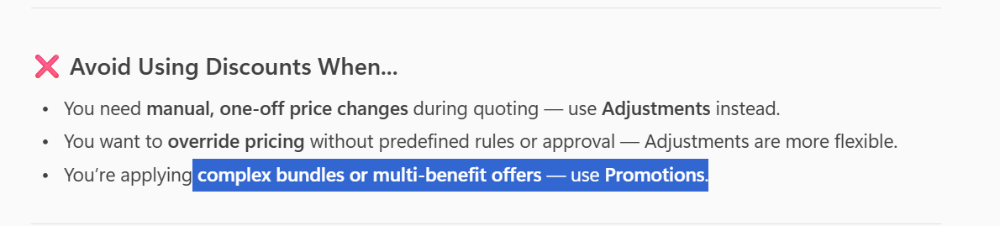 ❌ Avoid Using Discounts When...
• You need manual, one-off price changes during quoting — use Adjustments instead.
• You want to override pricing without predefined rules or approval — Adjustments are more flexible.
• You’re applying complex bundles or multi-benefit offers — use Promotions.